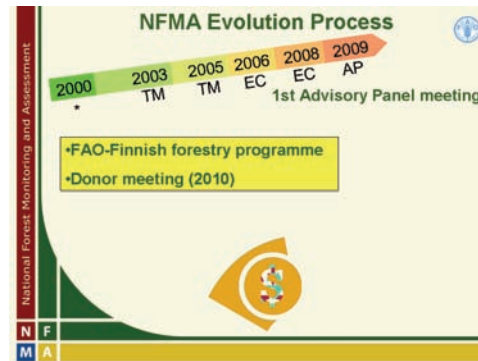 NFMA Evolution Process
2000 2003 2005 2006 2008 2009
* TM TM EC EC AP
1st Advisory Panel meeting
•FAO-Finnish forestry programme
•Donor meeting (2010)
$
National Forest Monitoring and Assessment
N F
M A